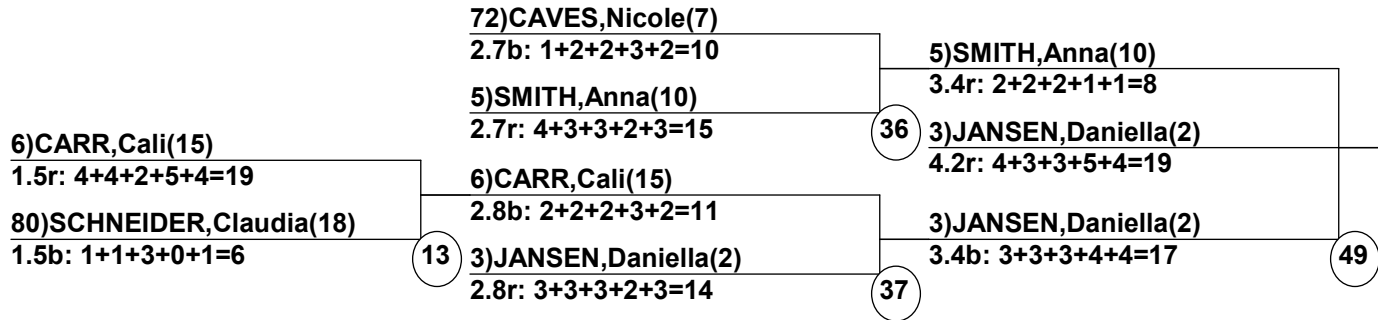 72)CAVES,Nicole(7)
2.7b: 1+2+2+3+2=10
5)SMITH,Anna(10)
2.7r: 4+3+3+2+3=15
36
5)SMITH,Anna(10)
3.4r: 2+2+2+1+1=8
3)JANSEN,Daniella(2)
4.2r: 4+3+3+5+4=19
6)CARR,Cali(15)
1.5r: 4+4+2+5+4=19
80)SCHNEIDER,Claudia(18)
1.5b: 1+1+3+0+1=6
13
6)CARR,Cali(15)
2.8b: 2+2+2+3+2=11
3)JANSEN,Daniella(2)
2.8r: 3+3+3+2+3=14
37
3)JANSEN,Daniella(2)
3.4b: 3+3+3+4+4=17
49